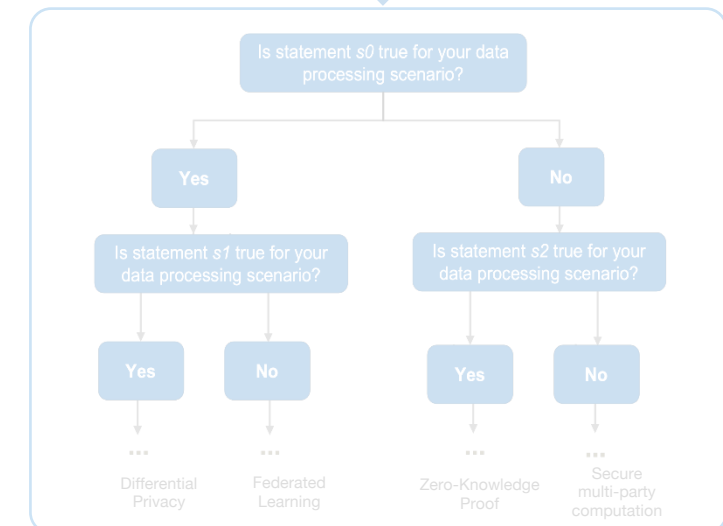 Is statement s0 true for your data
processing scenario?
Yes
No
Is statement s1 true for your
data processing scenario?
Is statement s2 true for your
data processing scenario?
Yes
No
Yes
No
...
...
...
...
Differential
Privacy
Federated
Learning
Zero-Knowledge
Proof
Secure
multi-party
computation